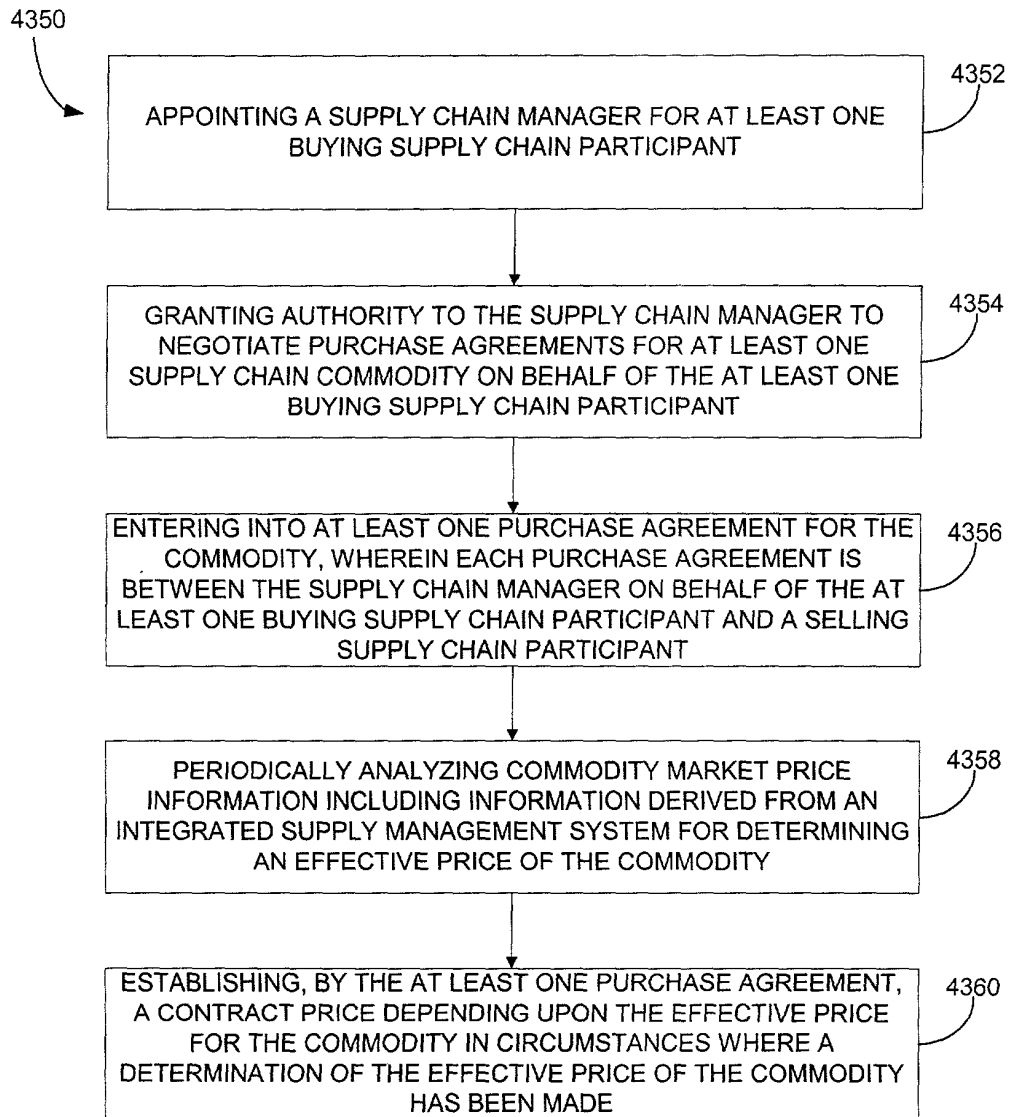 4350
4352
APPOINTING A SUPPLY CHAIN MANAGER FOR AT LEAST ONE
BUYING SUPPLY CHAIN PARTICIPANT
4354
GRANTING AUTHORITY TO THE SUPPLY CHAIN MANAGER TO
NEGOTIATE PURCHASE AGREEMENTS FOR AT LEAST ONE
SUPPLY CHAIN COMMODITY ON BEHALF OF THE AT LEAST ONE
BUYING SUPPLY CHAIN PARTICIPANT
4356
ENTERING INTO AT LEAST ONE PURCHASE AGREEMENT FOR THE
COMMODITY, WHEREIN EACH PURCHASE AGREEMENT IS
BETWEEN THE SUPPLY CHAIN MANAGER ON BEHALF OF THE AT
LEAST ONE BUYING SUPPLY CHAIN PARTICIPANT AND A SELLING
SUPPLY CHAIN PARTICIPANT
4358
PERIODICALLY ANALYZING COMMODITY MARKET PRICE
INFORMATION INCLUDING INFORMATION DERIVED FROM AN
INTEGRATED SUPPLY MANAGEMENT SYSTEM FOR DETERMINING
AN EFFECTIVE PRICE OF THE COMMODITY
4360
ESTABLISHING, BY THE AT LEAST ONE PURCHASE AGREEMENT,
A CONTRACT PRICE DEPENDING UPON THE EFFECTIVE PRICE
FOR THE COMMODITY IN CIRCUMSTANCES WHERE A
DETERMINATION OF THE EFFECTIVE PRICE OF THE COMMODITY
HAS BEEN MADE